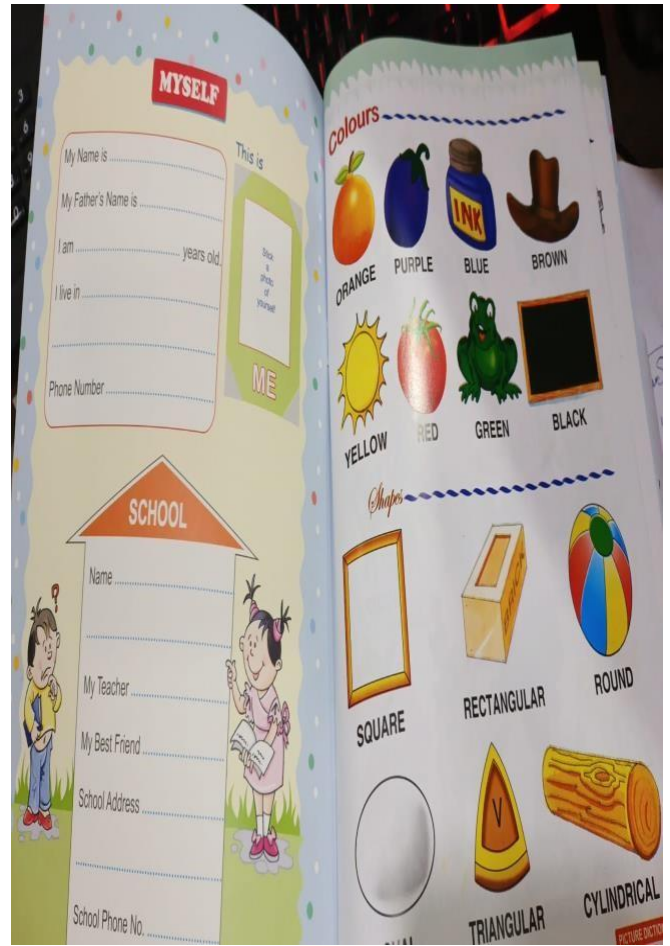 MYSELF
My Name is
My Father's Name is
I am years old.
I live in
Phone Number
This is
Stick
a
photo
of
yourself
ME
SCHOOL
Name
My Teacher
My Best Friend
School Address
School Phone No.
Colours
INK
ORANGE PURPLE BLUE BROWN
YELLOW RED GREEN BLACK
Shapes
BRICK
SQUARE RECTANGULAR ROUND
V
TRIANGULAR CYLINDRICAL
PICTURE